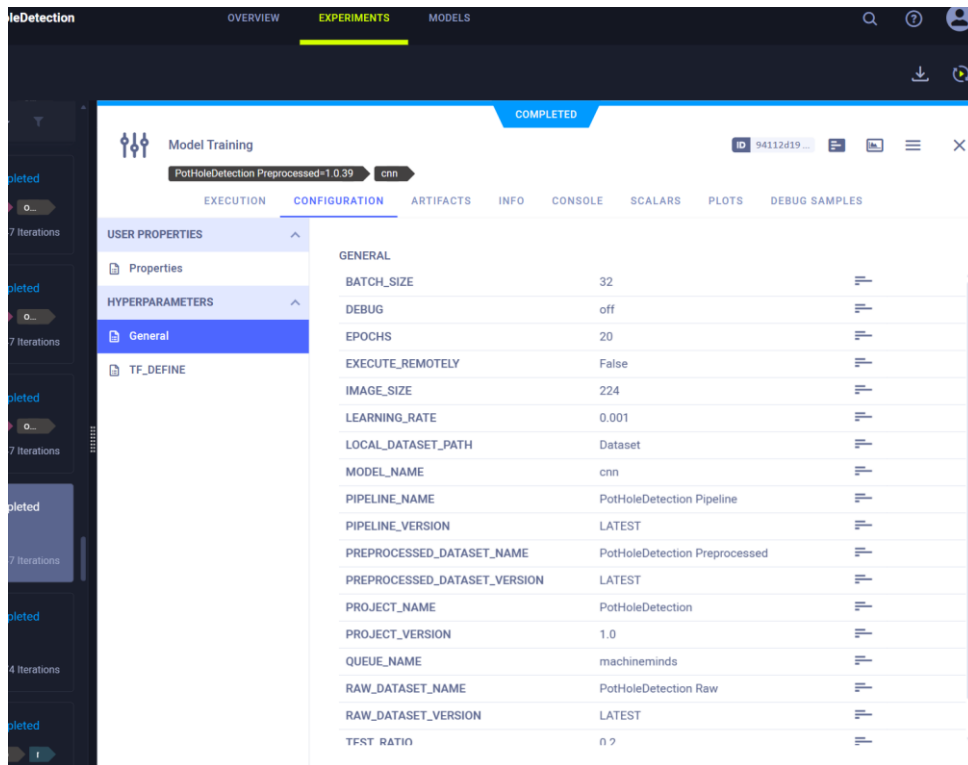 leDetection OVERVIEW EXPERIMENTS MODELS
COMPLETED
Model Training ID 94112d19 ...
PotHoleDetection Preprocessed=1.0.39 cnn
EXECUTION CONFIGURATION ARTIFACTS INFO CONSOLE SCALARS PLOTS DEBUG SAMPLES
pleted
o...
7 Iterations
pleted
o...
7 Iterations
pleted
o...
7 Iterations
pleted
7 Iterations
pleted
4 Iterations
pleted
USER PROPERTIES
Properties
HYPERPARAMETERS
General
TF_DEFINE
GENERAL
BATCH_SIZE 32
DEBUG off
EPOCHS 20
EXECUTE_REMOTELY False
IMAGE_SIZE 224
LEARNING_RATE 0.001
LOCAL_DATASET_PATH Dataset
MODEL_NAME cnn
PIPELINE_NAME PotHoleDetection Pipeline
PIPELINE_VERSION LATEST
PREPROCESSED_DATASET_NAME PotHoleDetection Preprocessed
PREPROCESSED_DATASET_VERSION LATEST
PROJECT_NAME PotHoleDetection
PROJECT_VERSION 1.0
QUEUE_NAME machineminds
RAW_DATASET_NAME PotHoleDetection Raw
RAW_DATASET_VERSION LATEST
TEST_RATIO 0.2